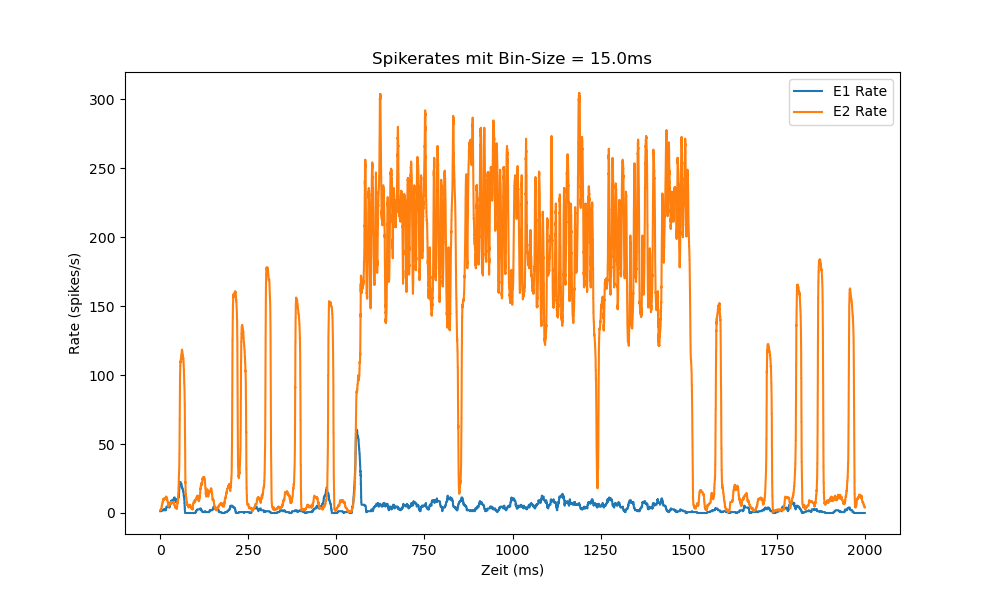 Spikerates mit Bin-Size = 15.0ms
E1 Rate
E2 Rate
Rate (spikes/s)
300
250
200
150
100
50
0
0 250 500 750 1000 1250 1500 1750 2000
Zeit (ms)